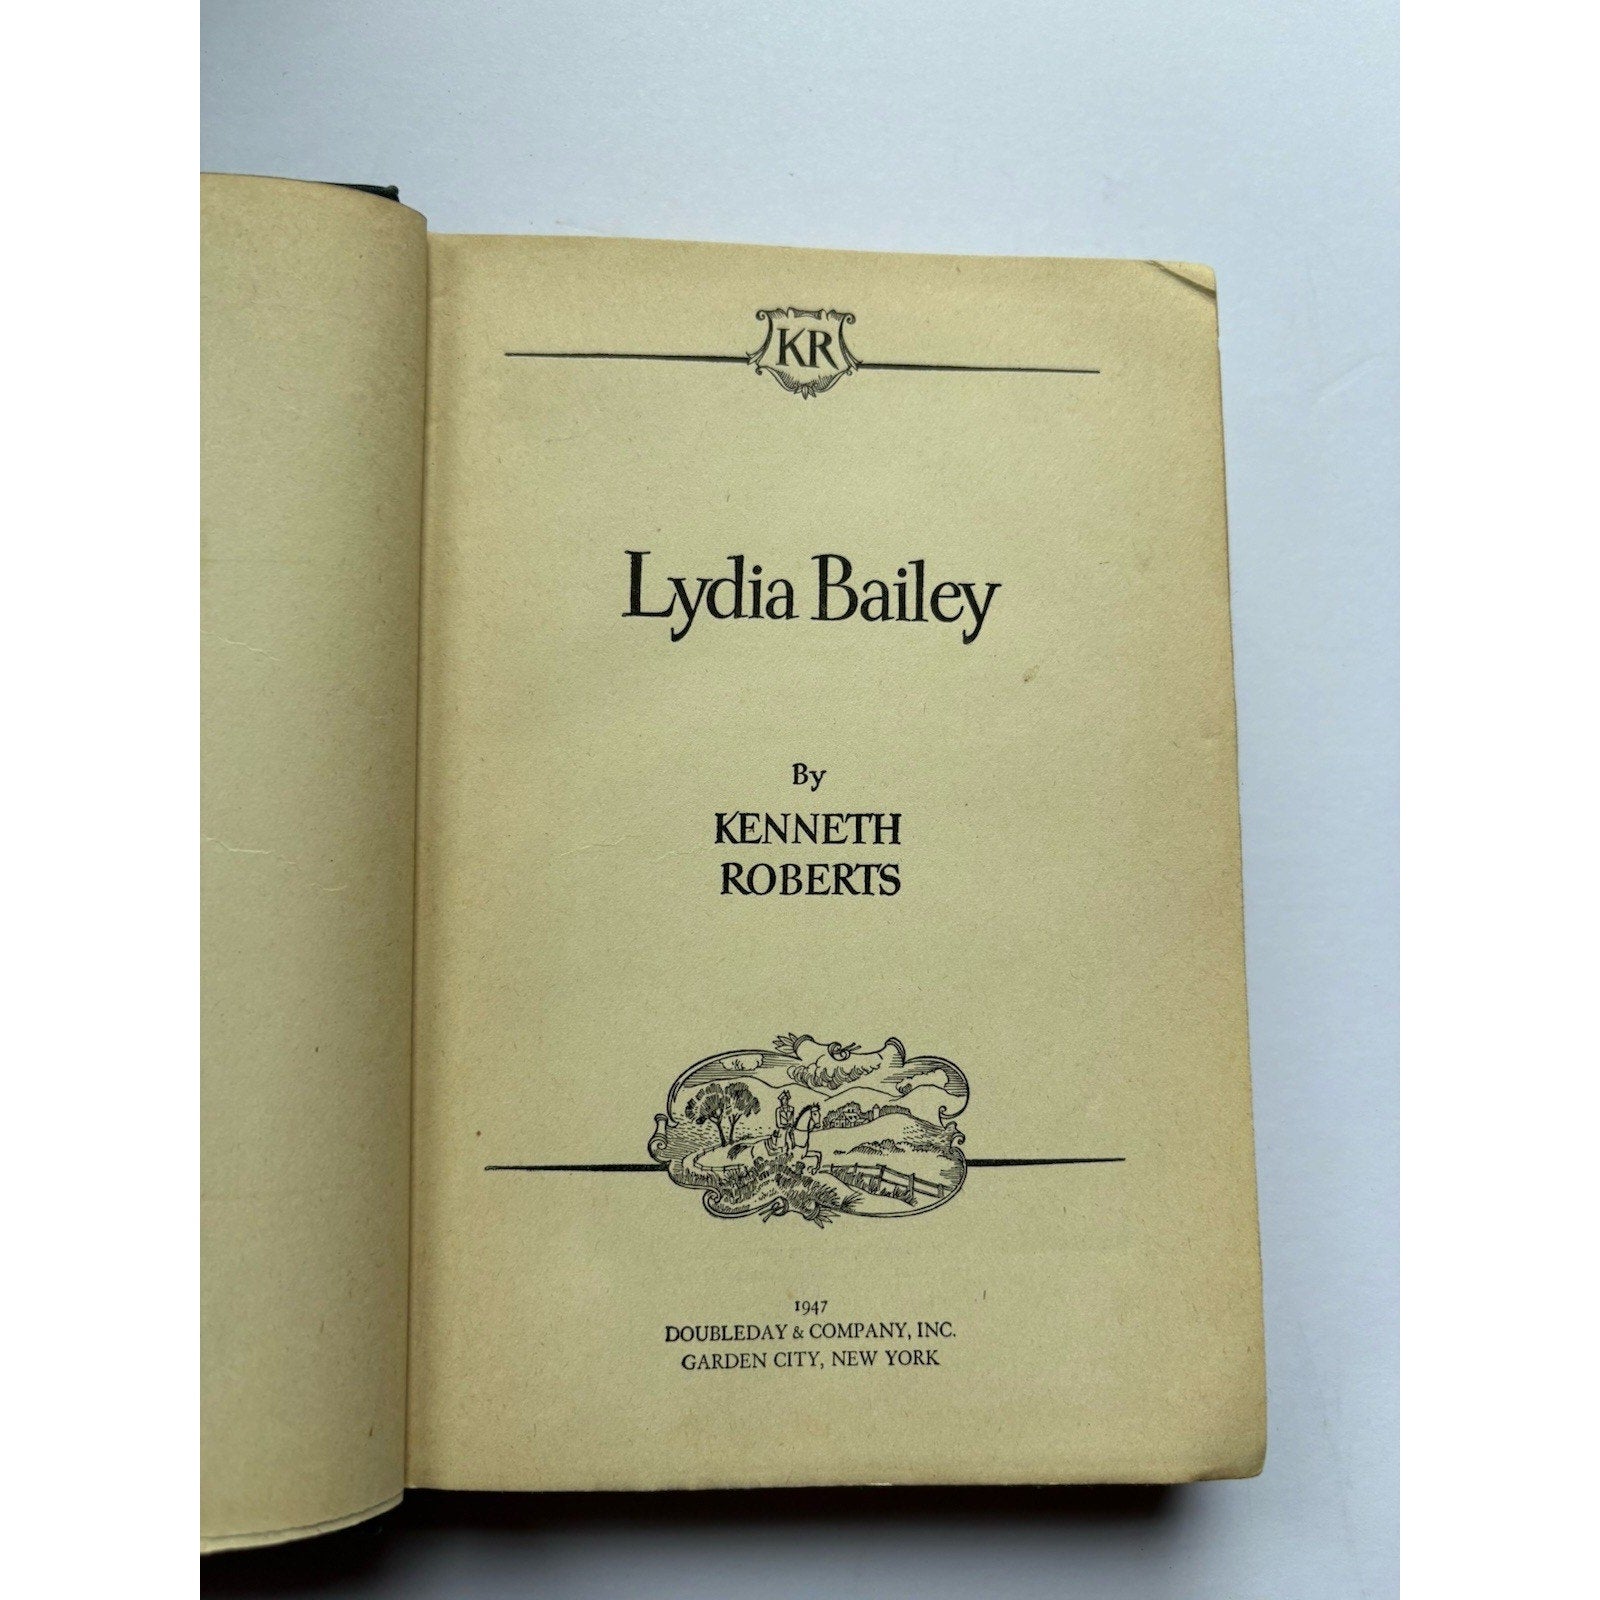 KR
Lydia Bailey
By
KENNETH
ROBERTS
1947
DOUBLEDAY & COMPANY, INC.
GARDEN CITY, NEW YORK